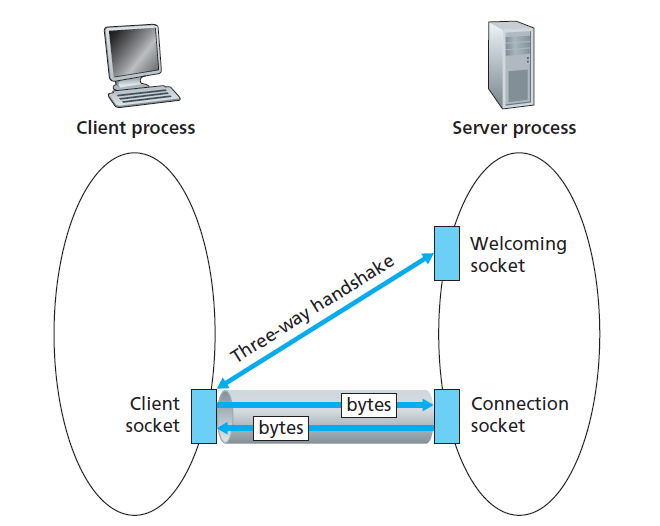 Client process
Server process
Welcoming
socket
Three-way handshake
Client
socket
bytes
bytes
Connection
socket